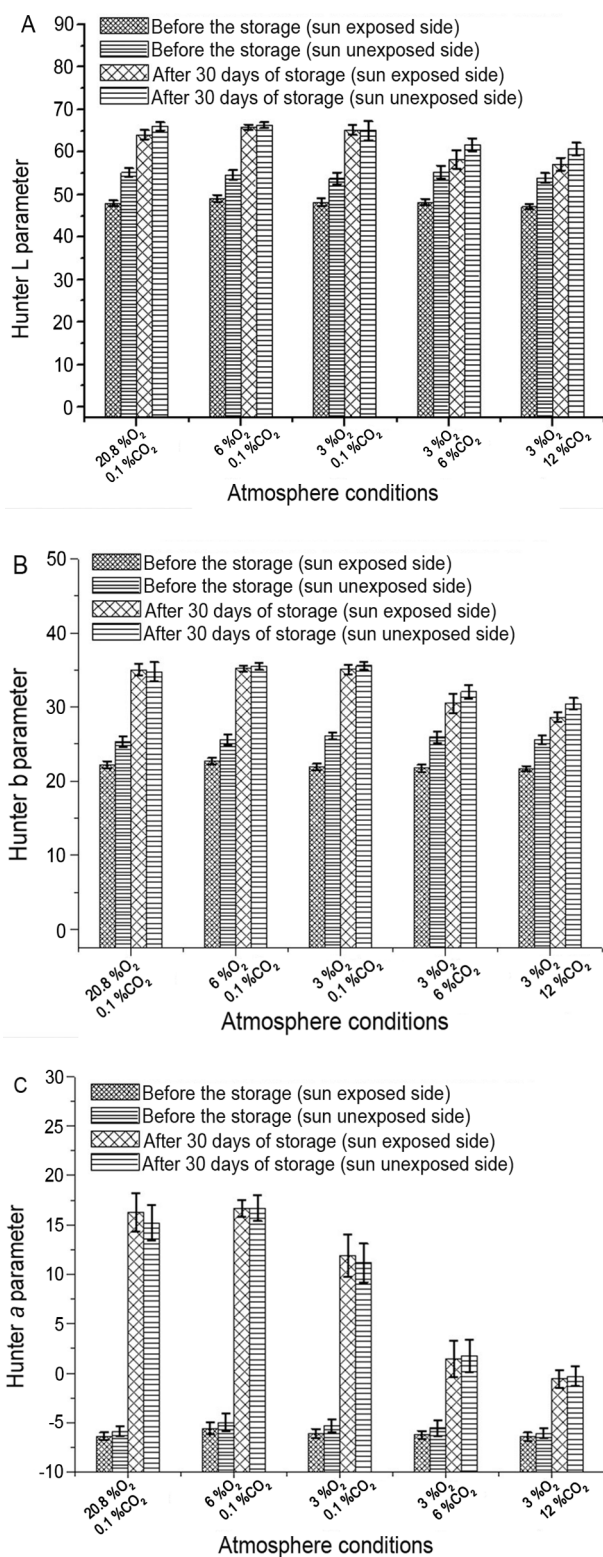 A
90
80
70
60
50
40
30
20
10
0
Hunter L parameter
Before the storage (sun exposed side)
Before the storage (sun unexposed side)
After 30 days of storage (sun exposed side)
After 30 days of storage (sun unexposed side)
20.8 %O₂
0.1 %CO₂
6 %O₂
0.1 %CO₂
3 %O₂
0.1 %CO₂
3 %O₂
6 %CO₂
3 %O₂
12 %CO₂
Atmosphere conditions
B
50
40
30
20
10
0
Hunter b parameter
Before the storage (sun exposed side)
Before the storage (sun unexposed side)
After 30 days of storage (sun exposed side)
After 30 days of storage (sun unexposed side)
20.8 %O₂
0.1 %CO₂
6 %O₂
0.1 %CO₂
3 %O₂
0.1 %CO₂
3 %O₂
6 %CO₂
3 %O₂
12 %CO₂
Atmosphere conditions
C
30
25
20
15
10
5
0
-5
-10
Hunter a parameter
Before the storage (sun exposed side)
Before the storage (sun unexposed side)
After 30 days of storage (sun exposed side)
After 30 days of storage (sun unexposed side)
20.8 %O₂
0.1 %CO₂
6 %O₂
0.1 %CO₂
3 %O₂
0.1 %CO₂
3 %O₂
6 %CO₂
3 %O₂
12 %CO₂
Atmosphere conditions